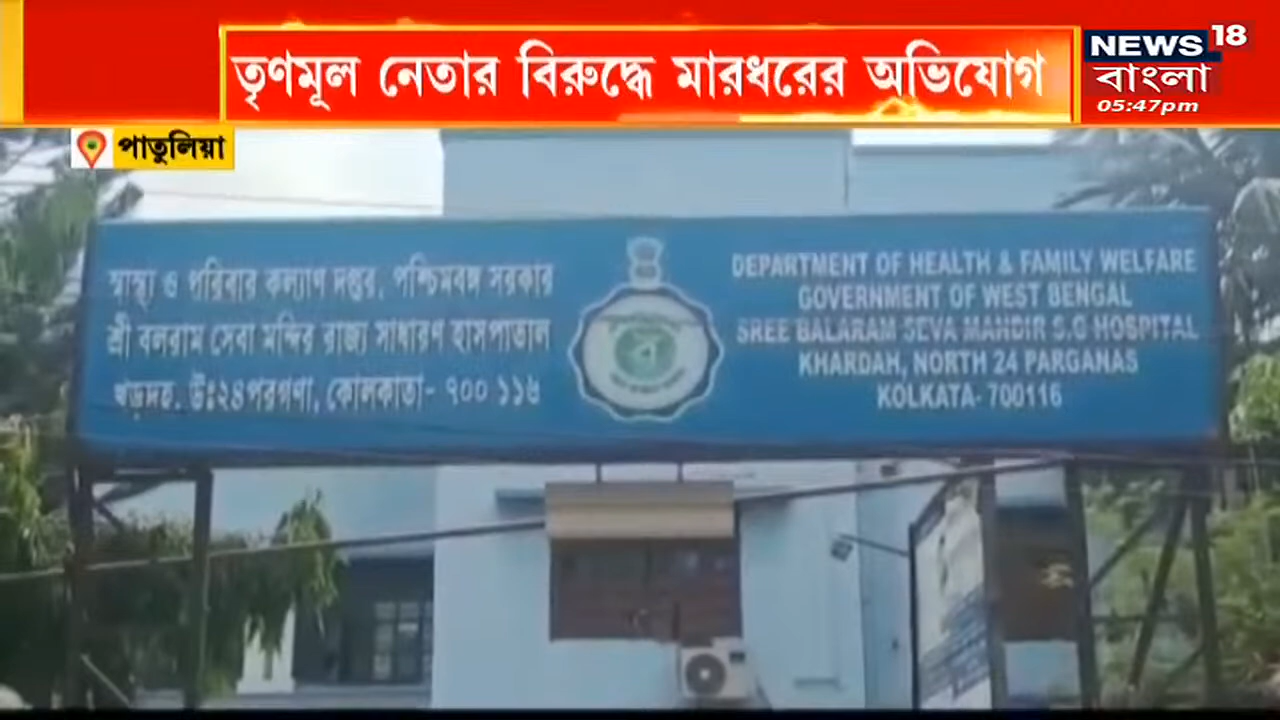 তৃণমূল নেতার বিরুদ্ধে মারধরের অভিযোগ
NEWS 18
বাংলা
05:47pm
পাতুলিয়া
স্বাস্থ্য ও পরিবার কল্যাণ দপ্তর, পশ্চিমবঙ্গ সরকার
শ্রী বলরাম সেবা মন্দির রাজ্য সাধারণ হাসপাতাল
খড়দহ, উঃ২৪পরগণা, কোলকাতা- ৭০০ ১১৬
DEPARTMENT OF HEALTH & FAMILY WELFARE
GOVERNMENT OF WEST BENGAL
SREE BALARAM SEVA MANDIR S.G HOSPITAL
KHARDAH, NORTH 24 PARGANAS
KOLKATA- 700116